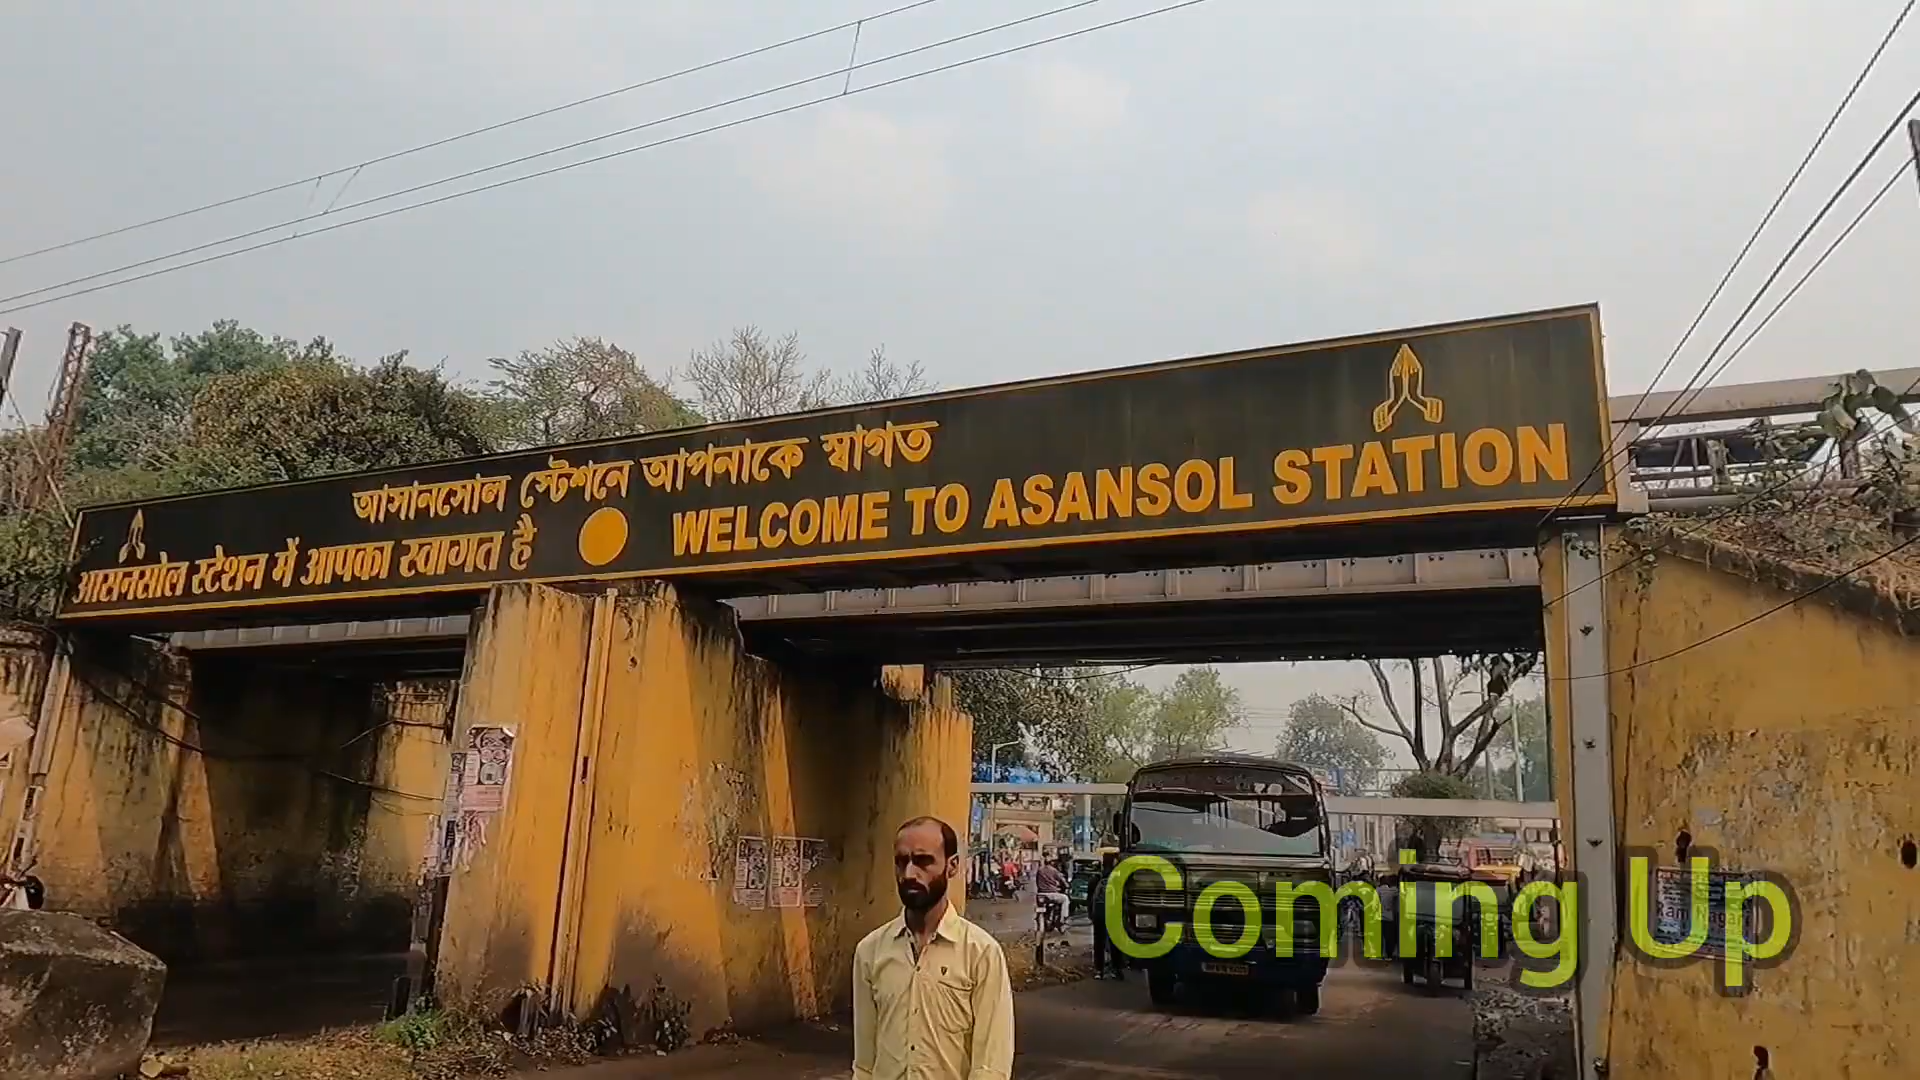 আসানসোল স্টেশনে আপনাকে স্বাগত
आसनसोल स्टेशन में आपका स्वागत है
WELCOME TO ASANSOL STATION
Coming Up